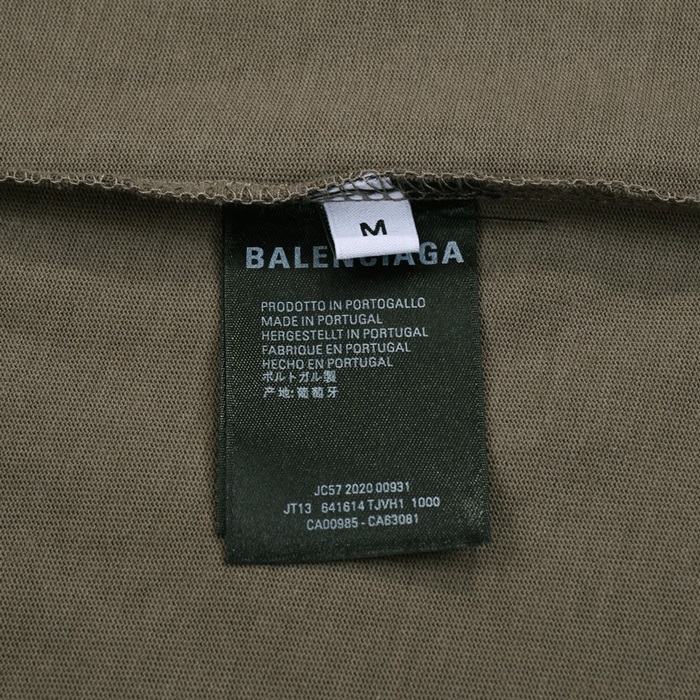 M
BALENCIAGA
PRODOTTO IN PORTOGALLO
MADE IN PORTUGAL
HERGESTELLT IN PORTUGAL
FABRIQUE EN PORTUGAL
HECHO EN PORTUGAL
ポルトガル製
产地:葡萄牙
JC57 2020 00931
JT13 641614 TJVH1 1000
CA00985 - CA63081